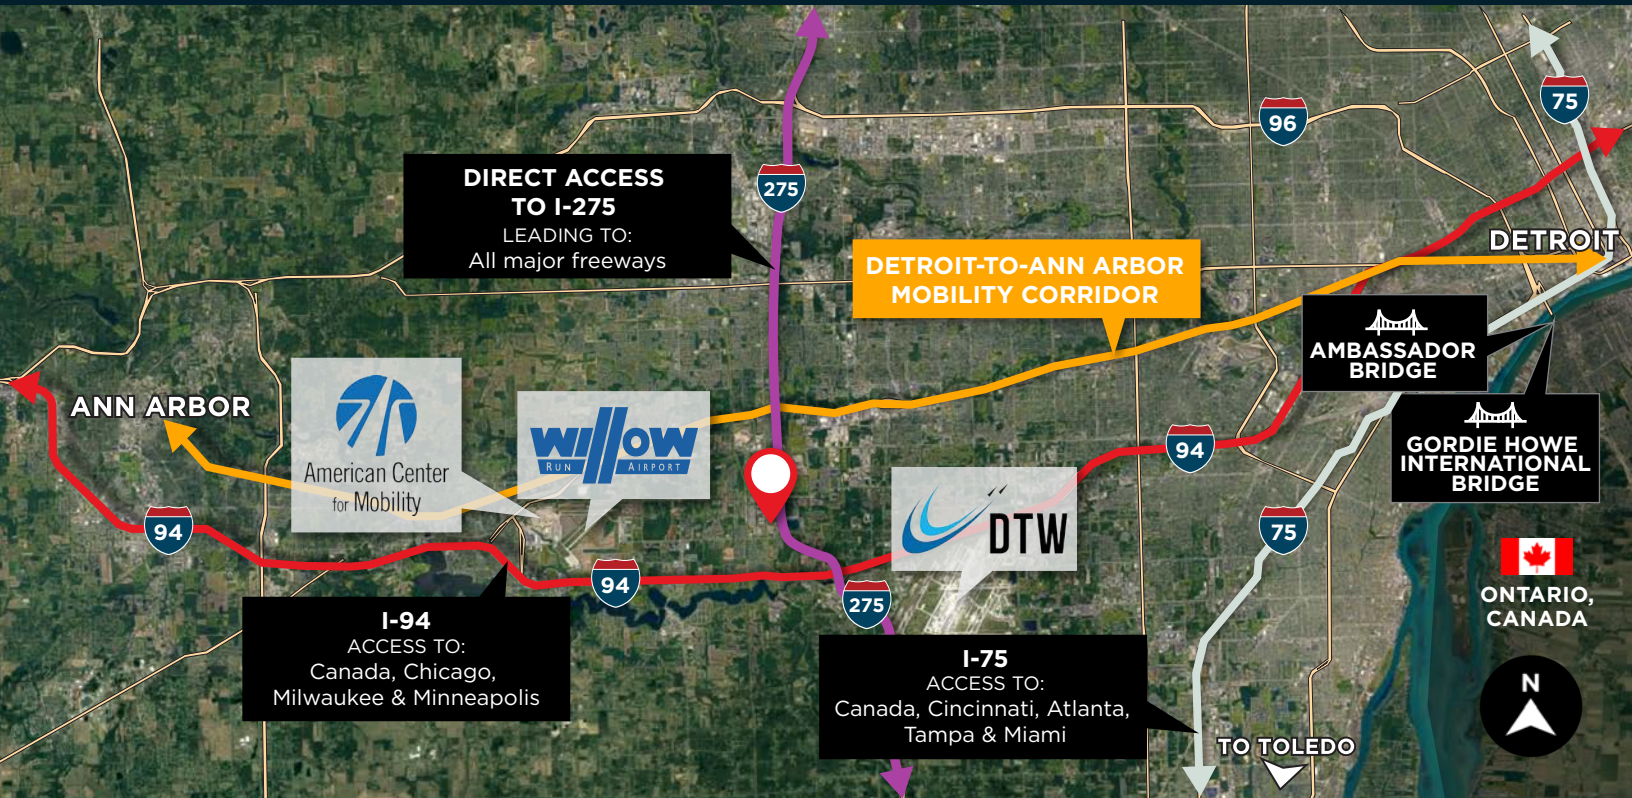 75
96
DIRECT ACCESS
TO I-275
LEADING TO:
All major freeways
275
DETROIT
DETROIT-TO-ANN ARBOR
MOBILITY CORRIDOR
AMBASSADOR
BRIDGE
ANN ARBOR
American Center
for Mobility
willow
RUN AIRPORT
GORDIE HOWE
INTERNATIONAL
BRIDGE
94
DTW
94
75
94
275
ONTARIO,
CANADA
I-94
ACCESS TO:
Canada, Chicago,
Milwaukee & Minneapolis
I-75
ACCESS TO:
Canada, Cincinnati, Atlanta,
Tampa & Miami
N
TO TOLEDO